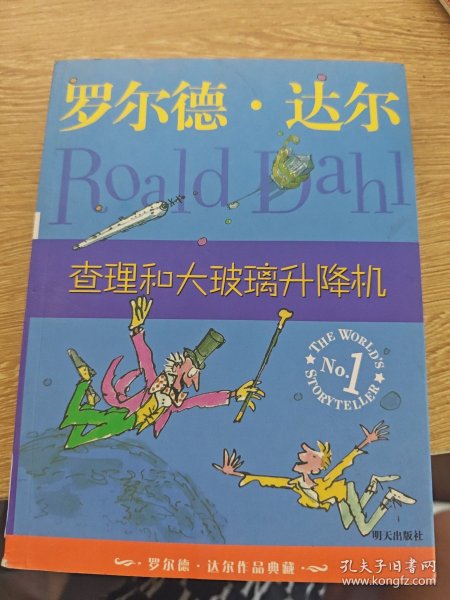 罗尔德·达尔
Roald Dahl
查理和大玻璃升降机
THE WORLD'S
No.1
STORYTELLER
明天出版社
罗尔德·达尔作品典藏
孔夫子旧书网
www.kongfz.com